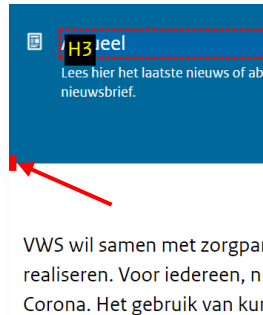 H3 ueel
Lees hier het laatste nieuws of ab
nieuwsbrief.
VWS wil samen met zorgpar
realiseren. Voor iedereen, n
Corona. Het gebruik van kun